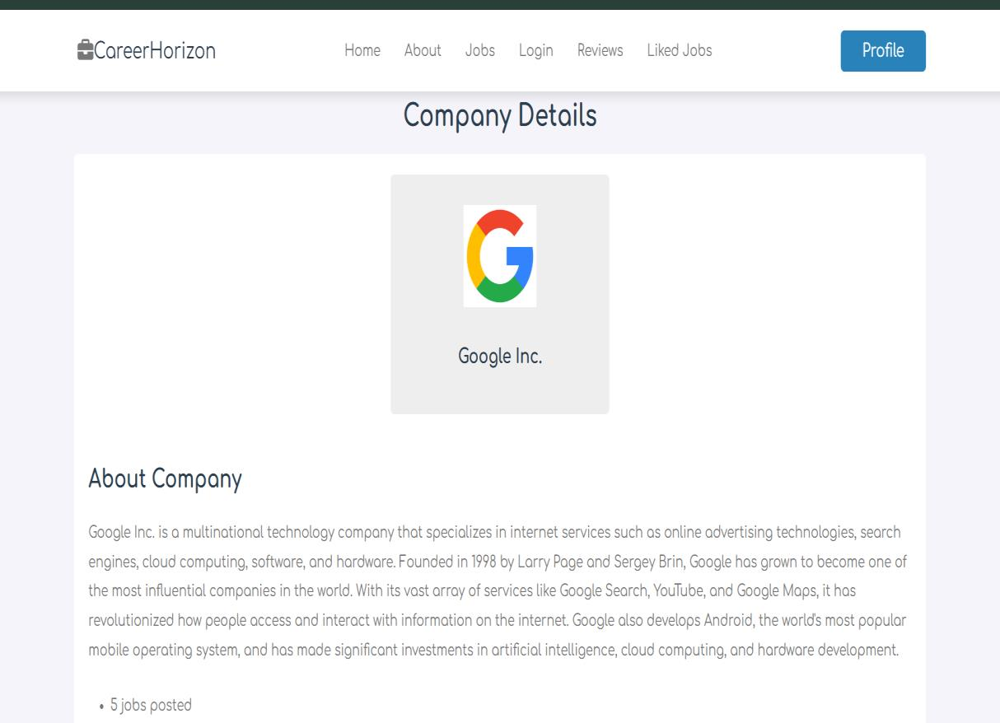 CareerHorizon Home About Jobs Login Reviews Liked Jobs Profile
Company Details
Google Inc.
About Company
Google Inc. is a multinational technology company that specializes in internet services such as online advertising technologies, search
engines, cloud computing, software, and hardware. Founded in 1998 by Larry Page and Sergey Brin, Google has grown to become one of
the most influential companies in the world. With its vast array of services like Google Search, YouTube, and Google Maps, it has
revolutionized how people access and interact with information on the internet. Google also develops Android, the world's most popular
mobile operating system, and has made significant investments in artificial intelligence, cloud computing, and hardware development.
• 5 jobs posted